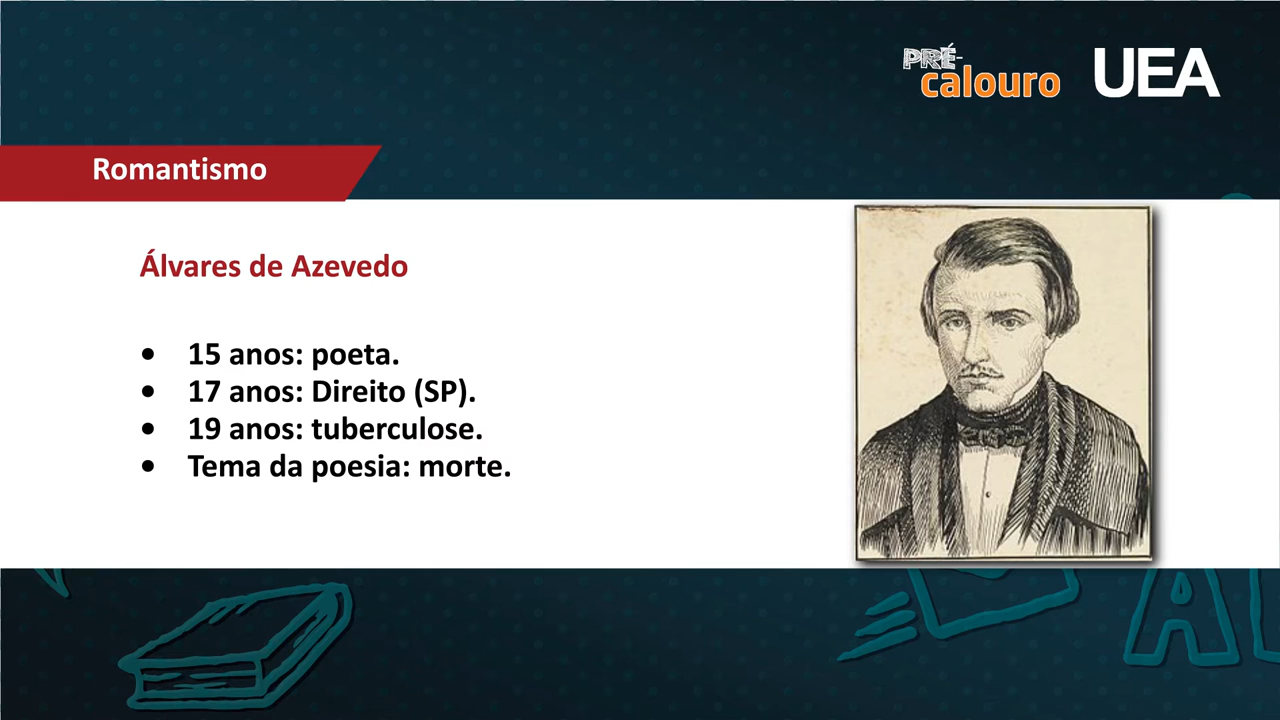 PRÉ-
calouro
UEA
Romantismo
Álvares de Azevedo
• 15 anos: poeta.
• 17 anos: Direito (SP).
• 19 anos: tuberculose.
• Tema da poesia: morte.